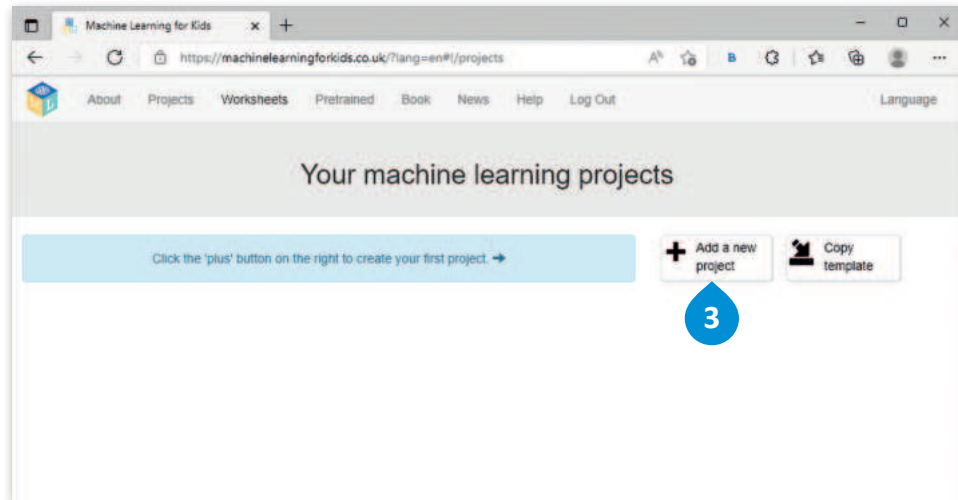 Machine Learning for Kids
https://machinelearningforkids.co.uk/?lang=en#!/projects
About Projects Worksheets Pretrained Book News Help Log Out Language
Your machine learning projects
Click the 'plus' button on the right to create your first project. ➔
Add a new
project
Copy
template
3